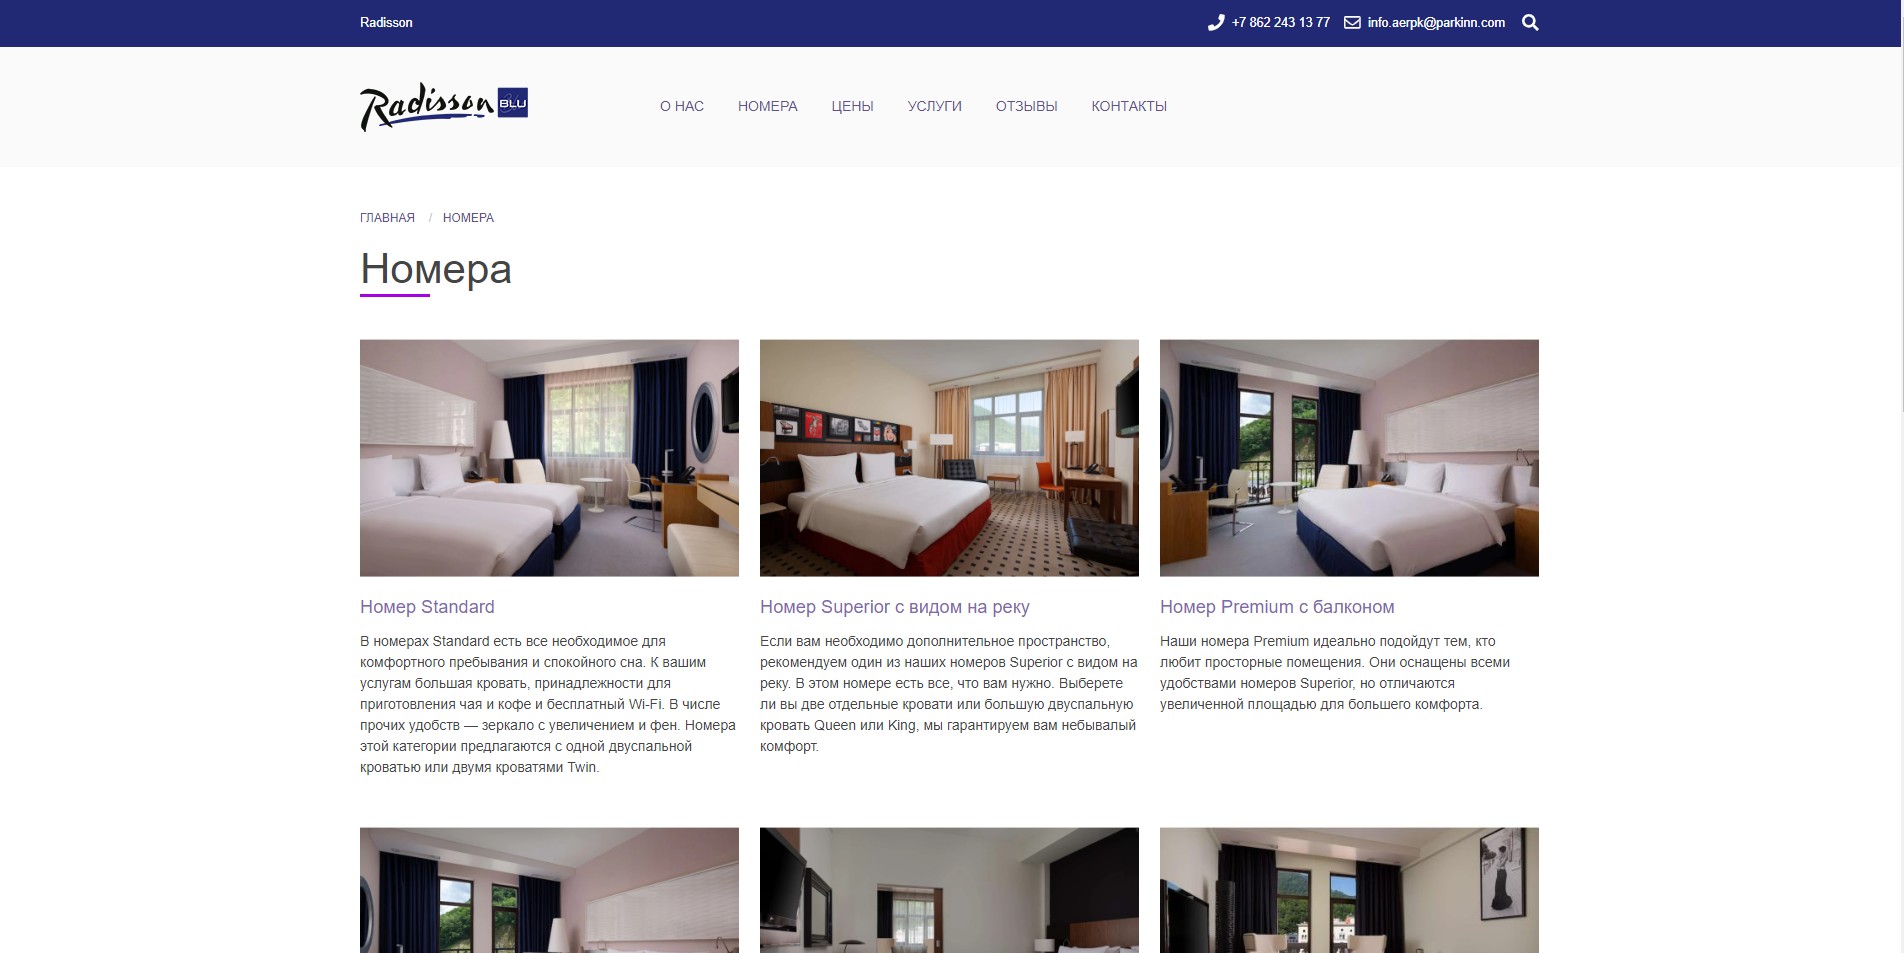 Radisson
+7 862 243 13 77
info.aerpk@parkinn.com
Radisson BLU
О НАС
НОМЕРА
ЦЕНЫ
УСЛУГИ
ОТЗЫВЫ
КОНТАКТЫ
ГЛАВНАЯ / НОМЕРА
Номера
Номер Standard
В номерах Standard есть все необходимое для
комфортного пребывания и спокойного сна. К вашим
услугам большая кровать, принадлежности для
приготовления чая и кофе и бесплатный Wi-Fi. В числе
прочих удобств — зеркало с увеличением и фен. Номера
этой категории предлагаются с одной двуспальной
кроватью или двумя кроватями Twin.
Номер Superior с видом на реку
Если вам необходимо дополнительное пространство,
рекомендуем один из наших номеров Superior с видом на
реку. В этом номере есть все, что вам нужно. Выберете
ли вы две отдельные кровати или большую двуспальную
кровать Queen или King, мы гарантируем вам небывалый
комфорт.
Номер Premium с балконом
Наши номера Premium идеально подойдут тем, кто
любит просторные помещения. Они оснащены всеми
удобствами номеров Superior, но отличаются
увеличенной площадью для большего комфорта.